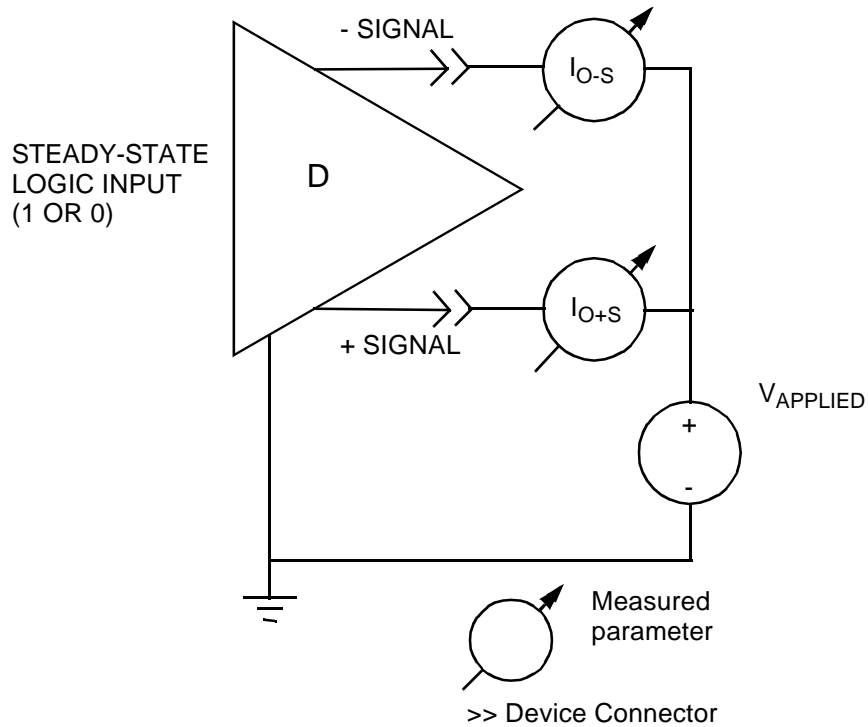 - SIGNAL
I_O-S
STEADY-STATE
LOGIC INPUT
(1 OR 0)
D
I_O+S
+ SIGNAL
V_APPLIED
+
-
Measured
parameter
>> Device Connector